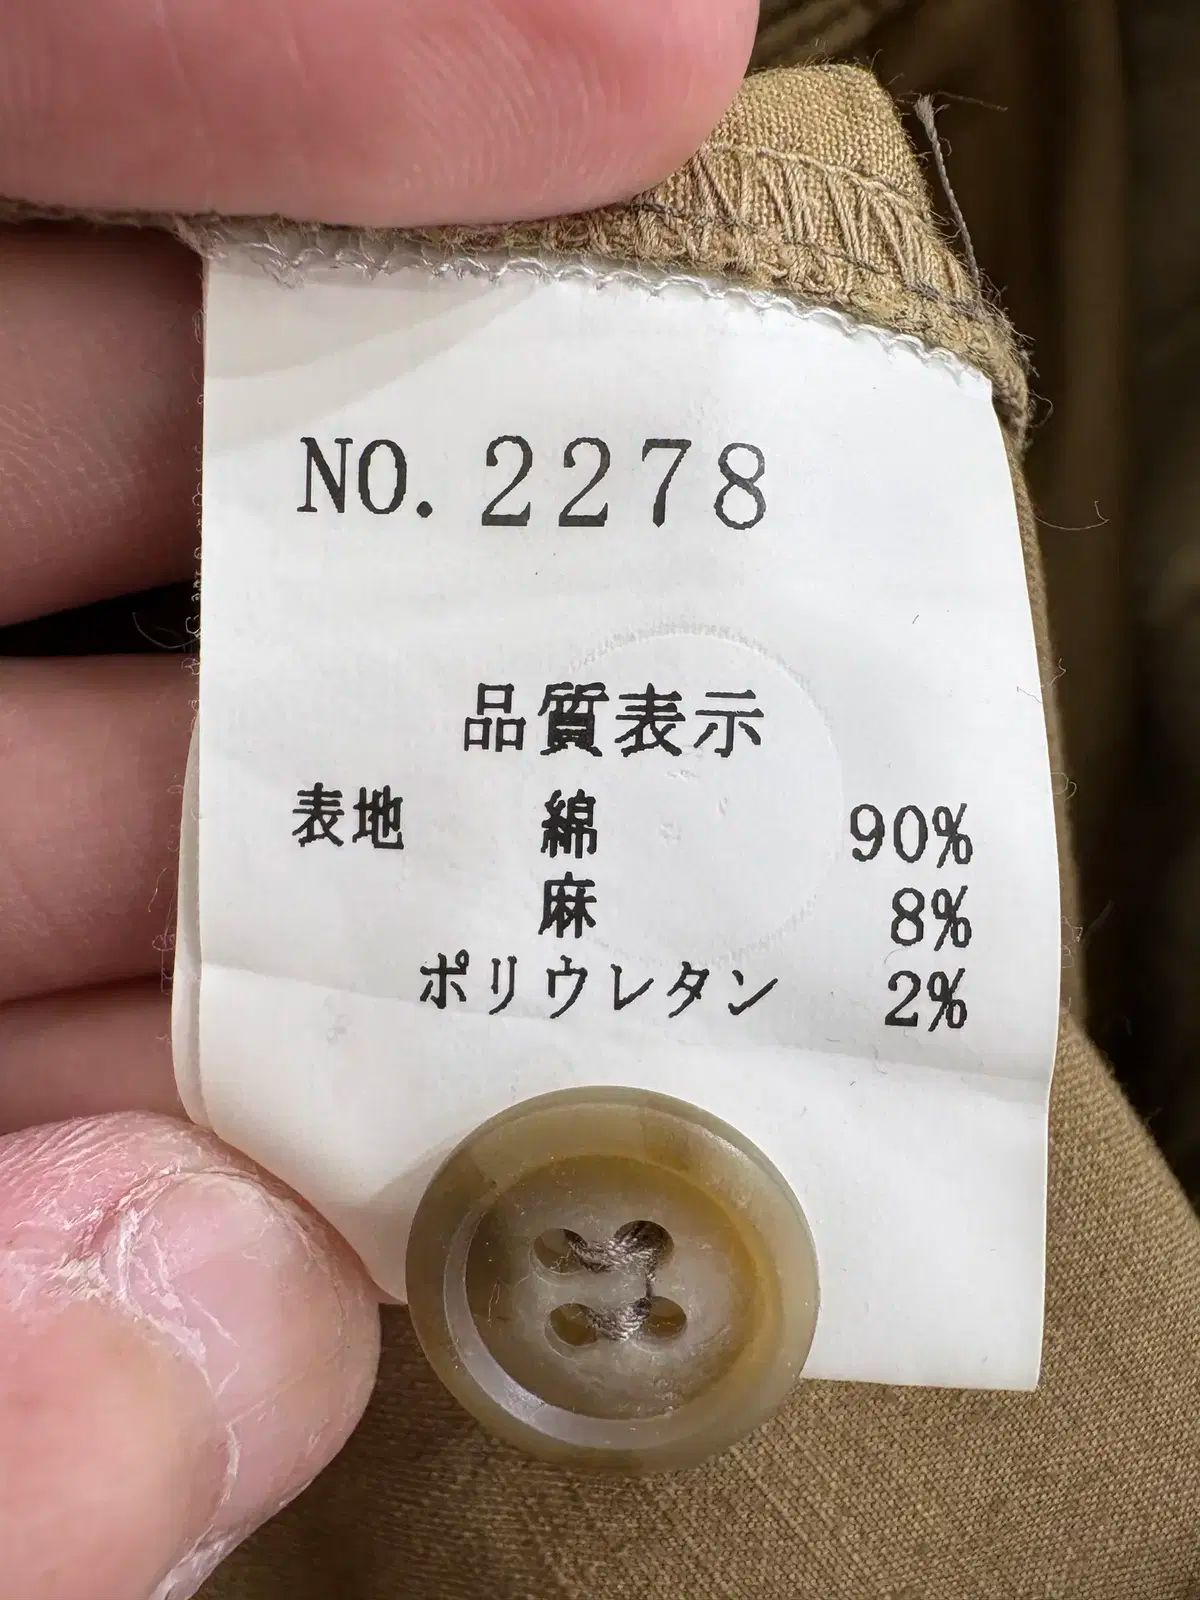 NO. 2278
品質表示
表地 綿 90%
麻 8%
ポリウレタン 2%